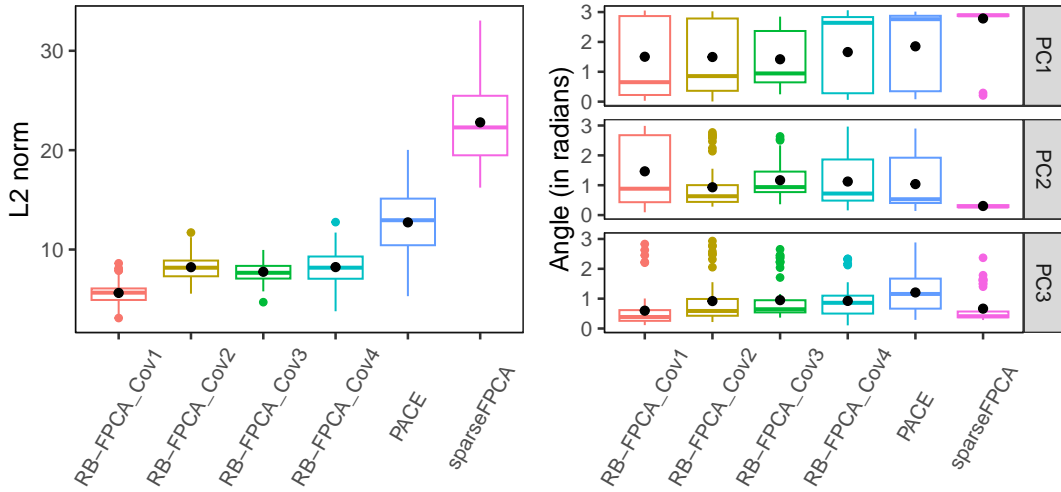 L2 norm
30
20
10
RB−FPCA_Cov1
RB−FPCA_Cov2
RB−FPCA_Cov3
RB−FPCA_Cov4
PACE
sparseFPCA
Angle (in radians)
3
2
1
0
PC1
3
2
1
0
PC2
3
2
1
0
PC3
RB−FPCA_Cov1
RB−FPCA_Cov2
RB−FPCA_Cov3
RB−FPCA_Cov4
PACE
sparseFPCA